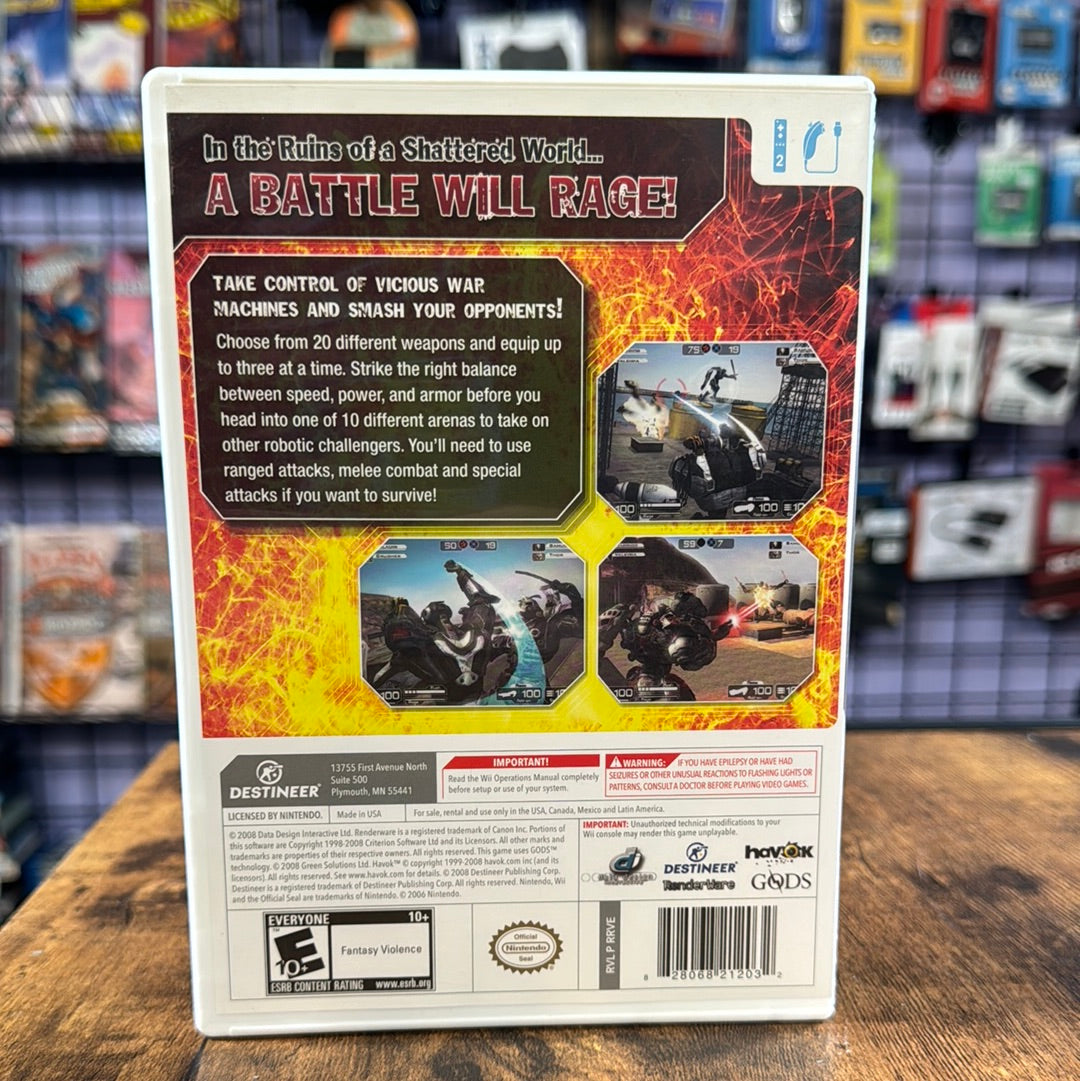 2
In the Ruins of a Shattered World...
A BATTLE WILL RAGE!
TAKE CONTROL OF VICIOUS WAR
MACHINES AND SMASH YOUR OPPONENTS!
Choose from 20 different weapons and equip up
to three at a time. Strike the right balance
between speed, power, and armor before you
head into one of 10 different arenas to take on
other robotic challengers. You'll need to use
ranged attacks, melee combat and special
attacks if you want to survive!
75 19
100 100
50 19
100 100
59 7
100 100
DESTINEER
13755 First Avenue North
Suite 500
Plymouth, MN 55441
IMPORTANT!
Read the Wii Operations Manual completely
before setup or use of your system.
WARNING: IF YOU HAVE EPILEPSY OR HAVE HAD
SEIZURES OR OTHER UNUSUAL REACTIONS TO FLASHING LIGHTS OR
PATTERNS, CONSULT A DOCTOR BEFORE PLAYING VIDEO GAMES.
LICENSED BY NINTENDO.
Made in USA
For sale, rental and use only in the USA, Canada, Mexico and Latin America.
© 2008 Data Design Interactive Ltd. Renderware is a registered trademark of Canon Inc. Portions of
this software are Copyright 1998-2008 Criterion Software Ltd and its Licensors. All other marks and
trademarks are properties of their respective owners. All rights reserved. This game uses GODS™
technology. © 2008 Green Solutions Ltd. Havok™ © copyright 1999-2008 havok.com inc (and its
licensors). All rights reserved. See www.havok.com for details. © 2008 Destineer Publishing Corp.
Destineer is a registered trademark of Destineer Publishing Corp. All rights reserved. Nintendo, Wii
and the Official Seal are trademarks of Nintendo. © 2006 Nintendo.
IMPORTANT: Unauthorized technical modifications to your
Wii console may render this game unplayable.
DESTINEER
havok
RenderWare
GODS
EVERYONE 10+
E
10+
™
Fantasy Violence
ESRB CONTENT RATING www.esrb.org
Official
Nintendo
Seal
RVL P RRVE
8 28068 21203 2